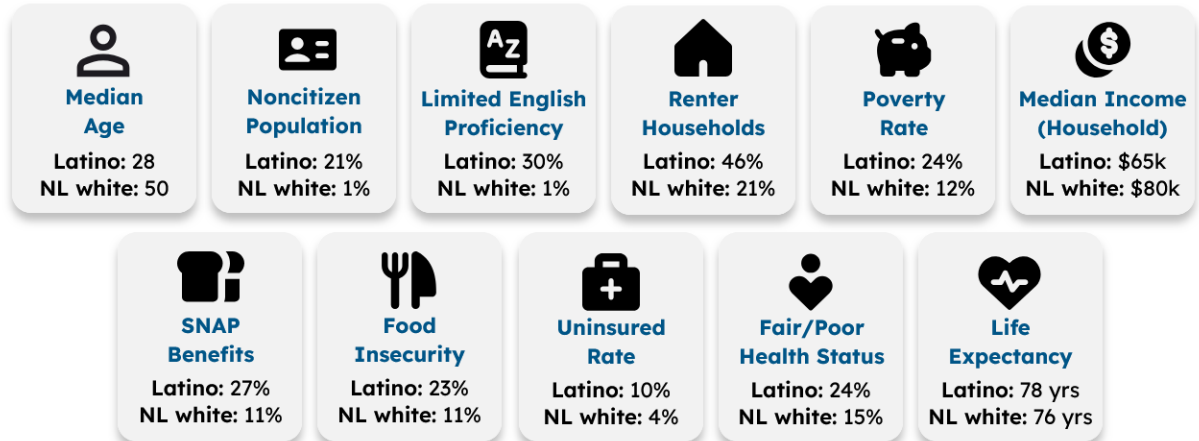 A Z
$
Median
Age
Latino: 28
NL white: 50
Noncitizen
Population
Latino: 21%
NL white: 1%
Limited English
Proficiency
Latino: 30%
NL white: 1%
Renter
Households
Latino: 46%
NL white: 21%
Poverty
Rate
Latino: 24%
NL white: 12%
Median Income
(Household)
Latino: $65k
NL white: $80k
SNAP
Benefits
Latino: 27%
NL white: 11%
Food
Insecurity
Latino: 23%
NL white: 11%
Uninsured
Rate
Latino: 10%
NL white: 4%
Fair/Poor
Health Status
Latino: 24%
NL white: 15%
Life
Expectancy
Latino: 78 yrs
NL white: 76 yrs